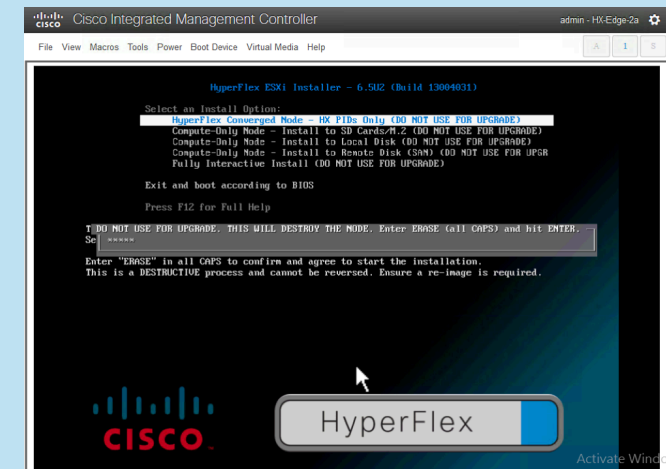 CISCO Cisco Integrated Management Controller admin - HX-Edge-2a
File View Macros Tools Power Boot Device Virtual Media Help A 1 S
HyperFlex ESXi Installer - 6.5U2 (Build 13004031)
Select an Install Option:
HyperFlex Converged Node - HX PIDs Only (DO NOT USE FOR UPGRADE)
Compute-Only Node - Install to SD Cards/M.2 (DO NOT USE FOR UPGRADE)
Compute-Only Node - Install to Local Disk (DO NOT USE FOR UPGRADE)
Compute-Only Node - Install to Remote Disk (SAN) (DO NOT USE FOR UPGR
Fully Interactive Install (DO NOT USE FOR UPGRADE)
Exit and boot according to BIOS
Press F12 for Full Help
T DO NOT USE FOR UPGRADE. THIS WILL DESTROY THE NODE. Enter ERASE (all CAPS) and hit ENTER.
Se *****
Enter "ERASE" in all CAPS to confirm and agree to start the installation.
This is a DESTRUCTIVE process and cannot be reversed. Ensure a re-image is required.
HyperFlex
CISCO
Activate Windo